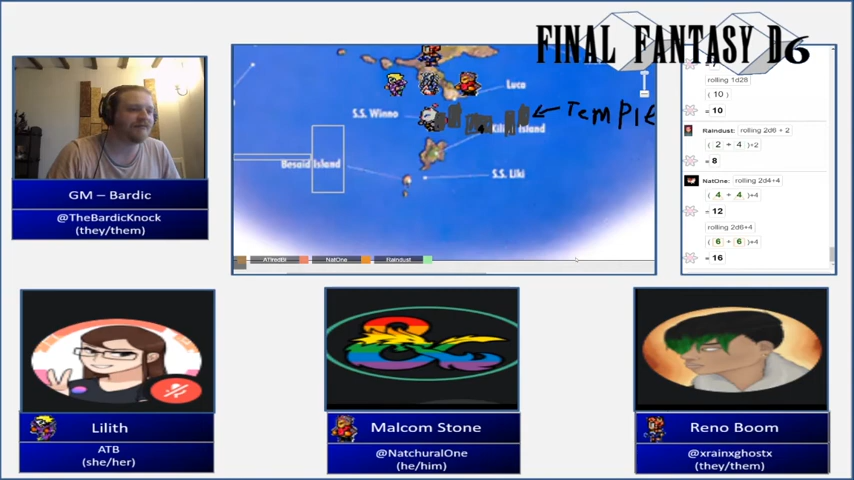 FINAL FANTASY D6
Luca
S.S. Winno
← TEMPLE
Kilika Island
Besaid Island
S.S. Liki
ATiredBi
NatOne
Raindust
rolling 1d28
( 10 )
= 10
Raindust: rolling 2d6 + 2
( 2 + 4 )+2
= 8
NatOne: rolling 2d4+4
( 4 + 4 )+4
= 12
rolling 2d6+4
( 6 + 6 )+4
= 16
GM – Bardic
@TheBardicKnock
(they/them)
Lilith
ATB
(she/her)
Malcom Stone
@NatchuralOne
(he/him)
Reno Boom
@xrainxghostx
(they/them)